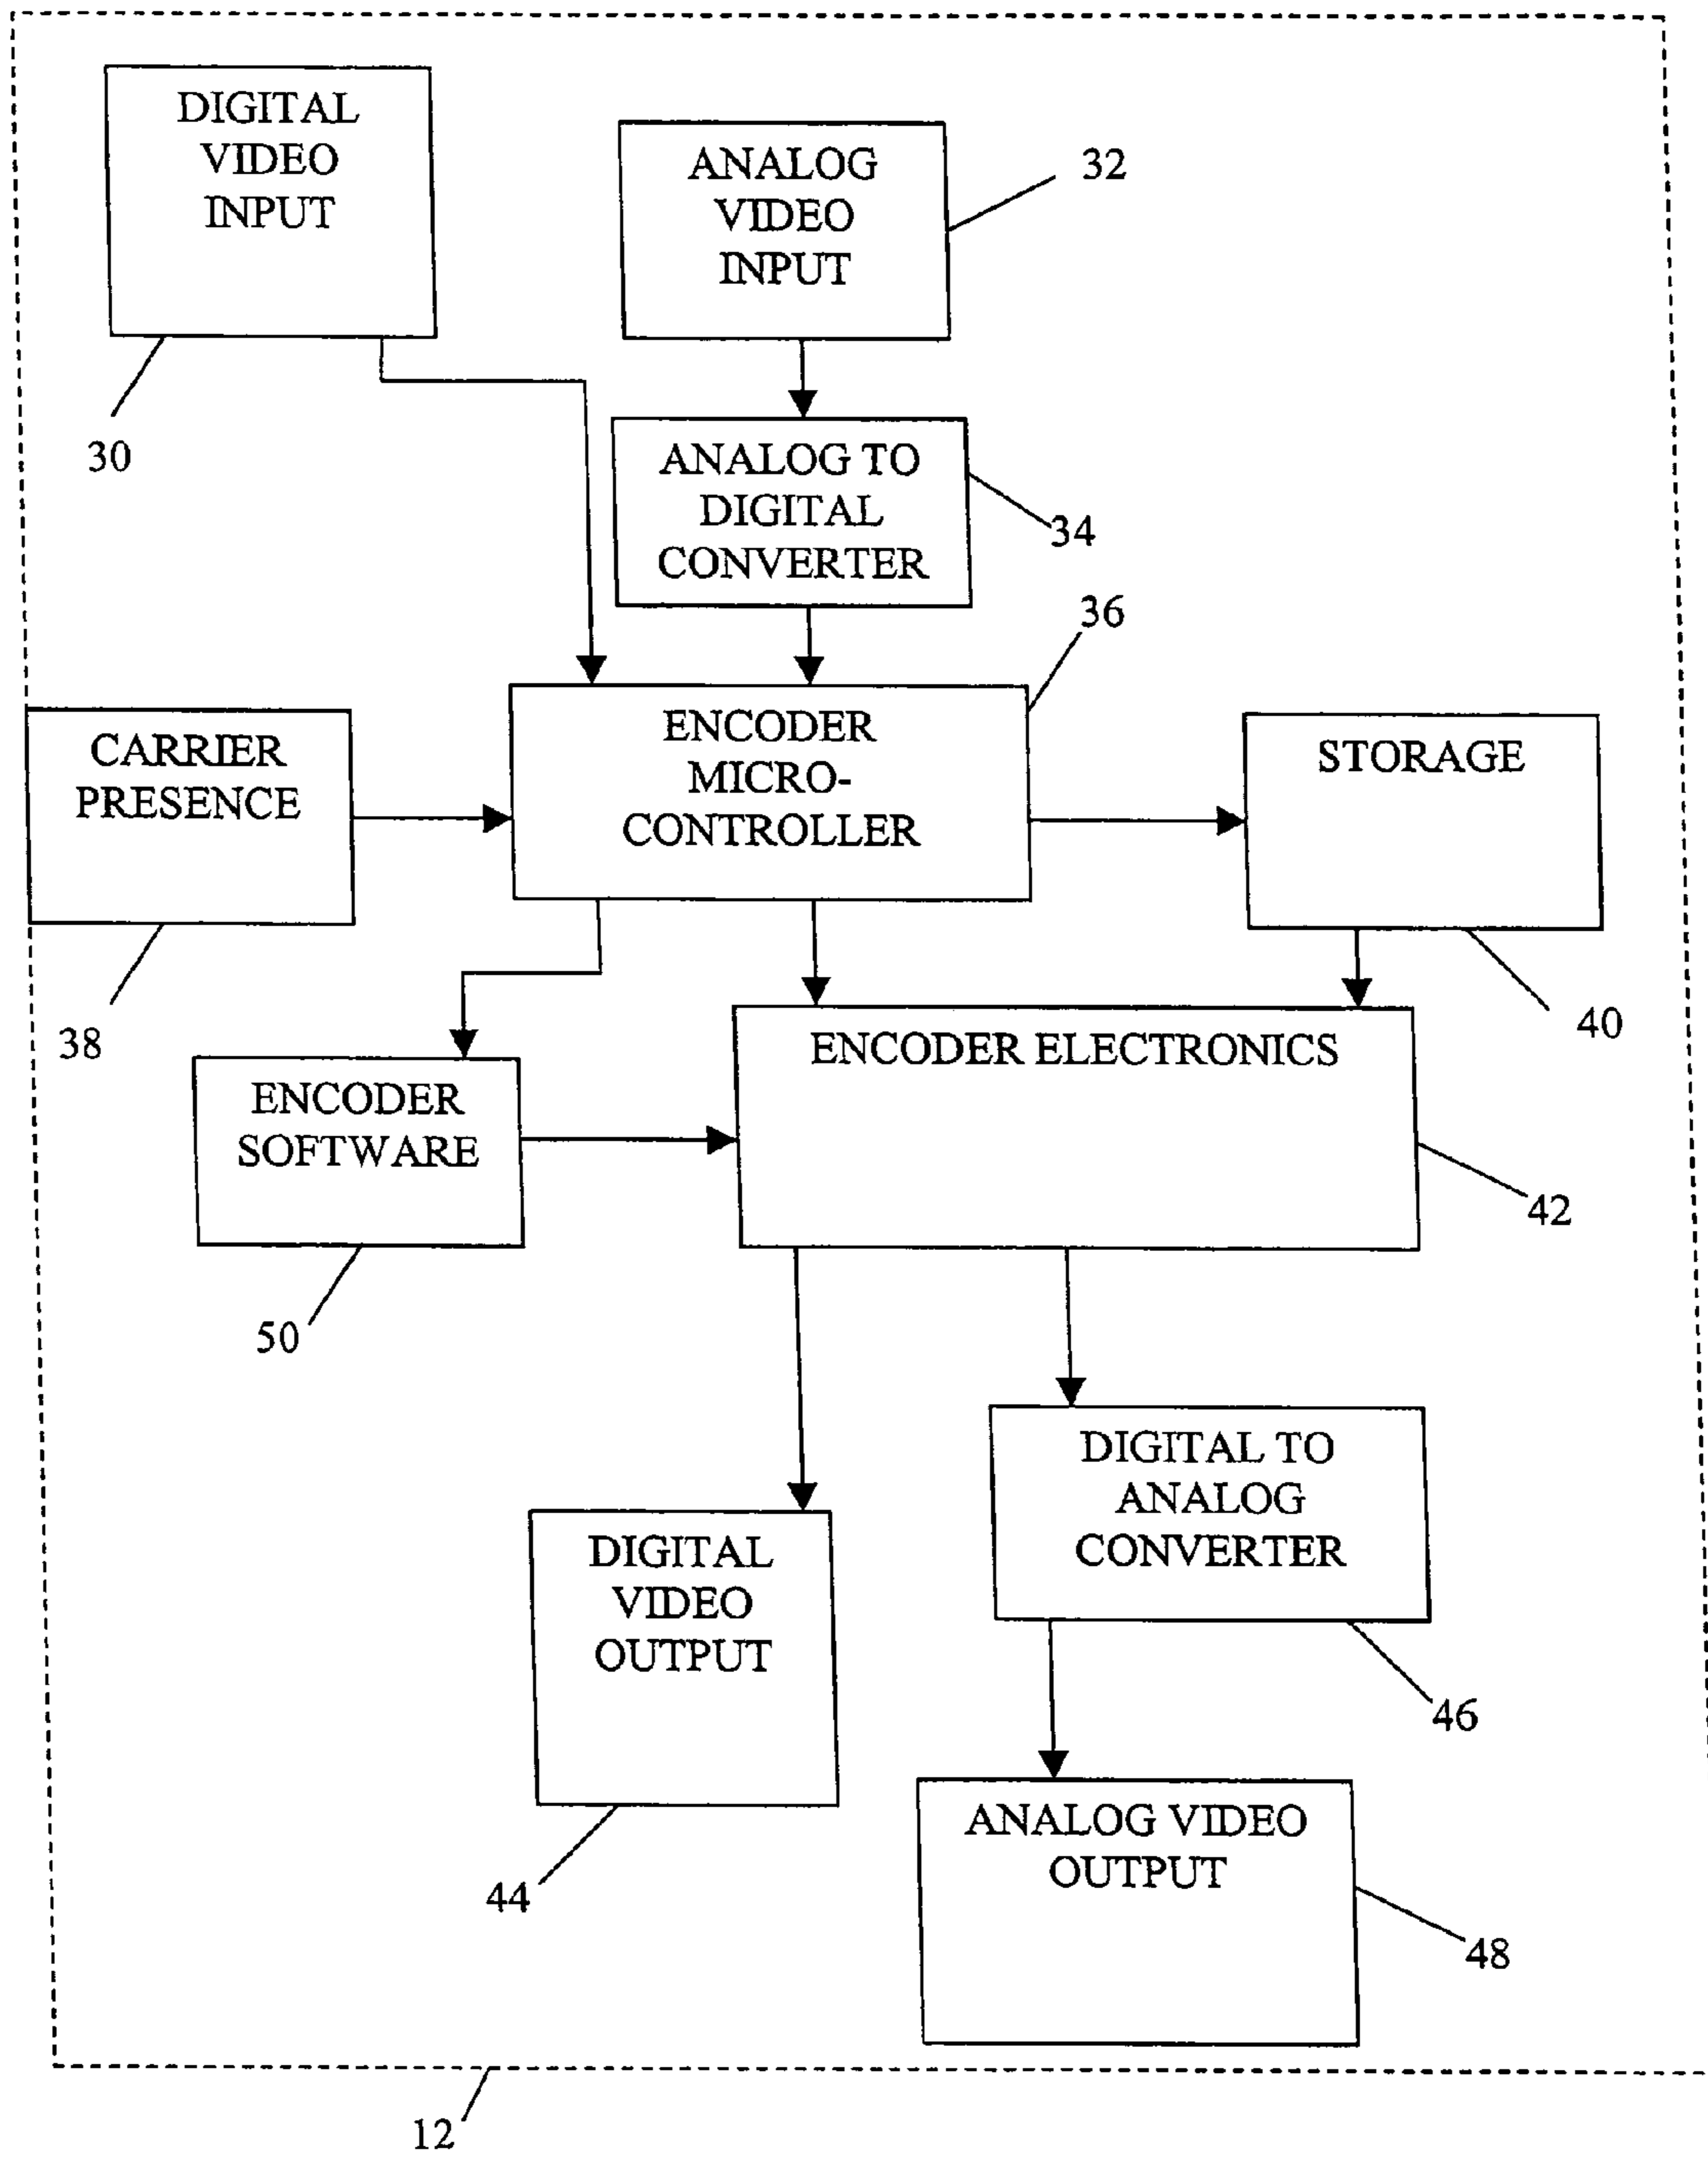 DIGITAL
VIDEO
INPUT
30
ANALOG
VIDEO
INPUT
32
ANALOG TO
DIGITAL
CONVERTER
34
36
CARRIER
PRESENCE
38
ENCODER
MICRO-
CONTROLLER
STORAGE
40
ENCODER
SOFTWARE
50
ENCODER ELECTRONICS
42
DIGITAL
VIDEO
OUTPUT
44
DIGITAL TO
ANALOG
CONVERTER
46
ANALOG VIDEO
OUTPUT
48
12